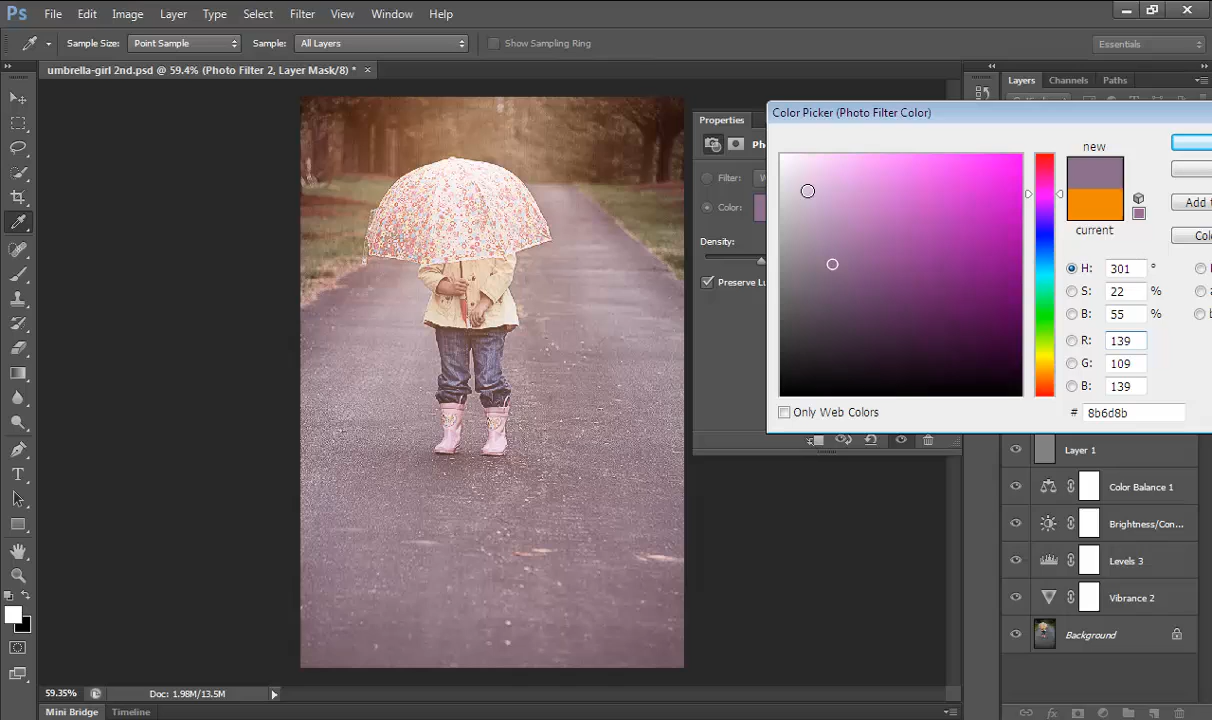 Ps File Edit Image Layer Type Select Filter View Window Help
Sample Size: Point Sample Sample: All Layers Show Sampling Ring Essentials
umbrella-girl 2nd.psd @ 59.4% (Photo Filter 2, Layer Mask/8) * ×
Layers Channels Paths
Properties
Color Picker (Photo Filter Color)
new
Filter:
Color:
Add
current
Density:
H: 301 °
Preserve
S: 22 %
B: 55 %
R: 139
G: 109
B: 139
Only Web Colors # 8b6d8b
Layer 1
Color Balance 1
Brightness/Con...
Levels 3
Vibrance 2
Background
59.35% Doc: 1.98M/13.5M
Mini Bridge Timeline